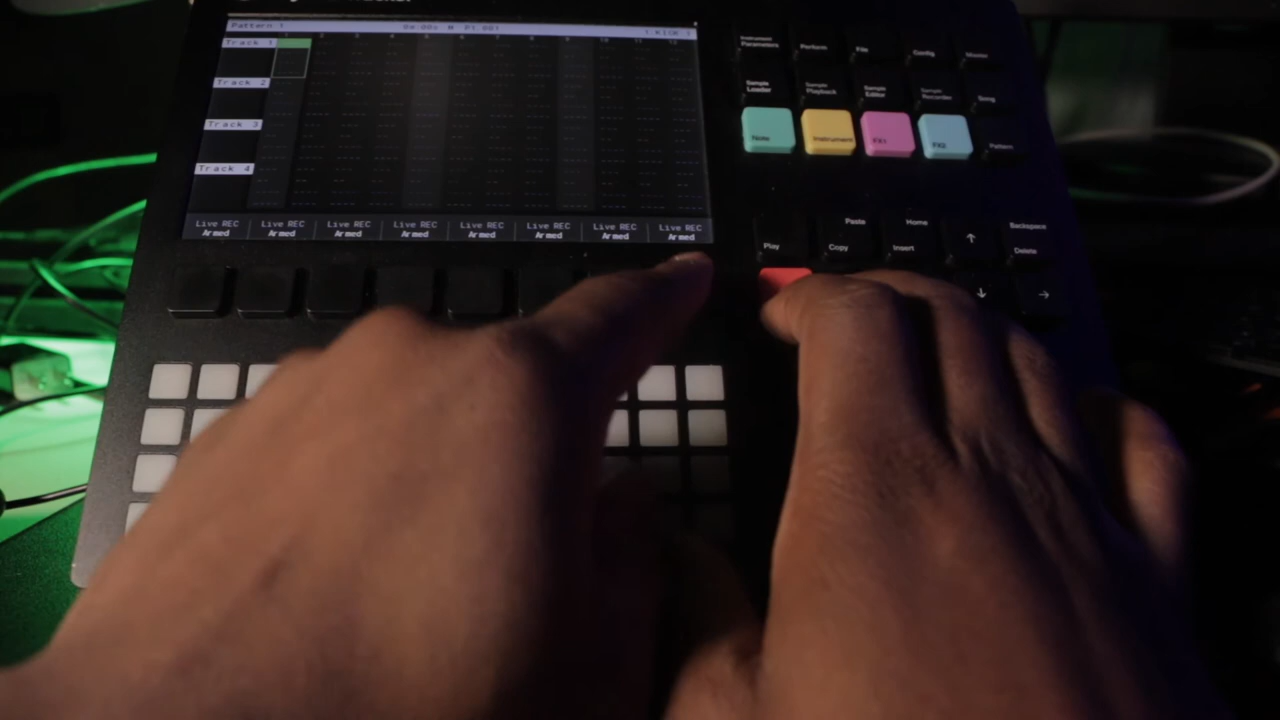 Pattern 1
1 KICK 1
Track 1
Track 2
Track 3
Track 4
Live REC Live REC Live REC Live REC Live REC Live REC Live REC Live REC
Armed Armed Armed Armed Armed Armed Armed Armed
Instrument Parameters
Perform
File
Config
Master
Sample Loader
Sample Playback
Sample Editor
Sample Recorder
Song
Note
Instrument
FX1
FX2
Pattern
Play
Copy
Paste
Insert
Home
↑
Backspace
Delete
↓
→